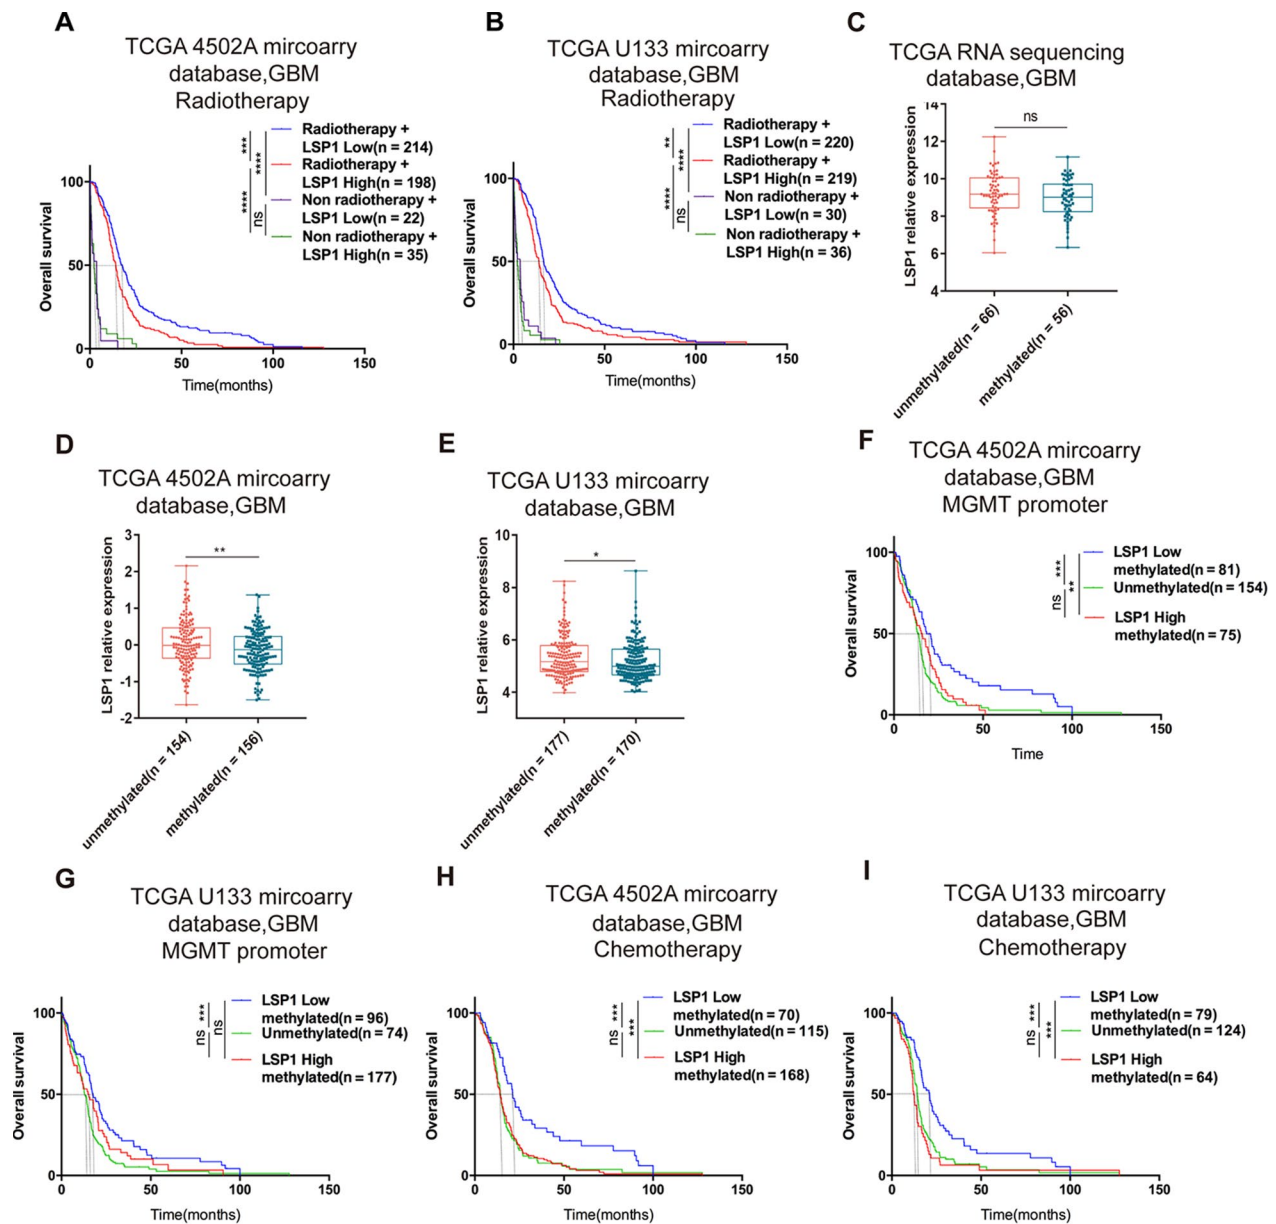 A
TCGA 4502A mircoarry
database,GBM
Radiotherapy
Radiotherapy +
LSP1 Low(n = 214)
Radiotherapy +
LSP1 High(n = 198)
Non radiotherapy +
LSP1 Low(n = 22)
Non radiotherapy +
LSP1 High(n = 35)
***
****
****
ns
Overall survival
100
50
0
0
50
100
150
Time(months)
B
TCGA U133 mircoarry
database,GBM
Radiotherapy
Radiotherapy +
LSP1 Low(n = 220)
Radiotherapy +
LSP1 High(n = 219)
Non radiotherapy +
LSP1 Low(n = 30)
Non radiotherapy +
LSP1 High(n = 36)
**
****
****
ns
Overall survival
100
50
0
0
50
100
150
Time(months)
C
TCGA RNA sequencing
database,GBM
LSP1 relative expression
14
12
10
8
6
4
ns
unmethylated(n = 66)
methylated(n = 56)
D
TCGA 4502A mircoarry
database,GBM
LSP1 relative expression
3
2
1
0
-1
-2
**
unmethylated(n = 154)
methylated(n = 156)
E
TCGA U133 mircoarry
database,GBM
LSP1 relative expression
10
8
6
4
*
unmethylated(n = 177)
methylated(n = 170)
F
TCGA 4502A mircoarry
database,GBM
MGMT promoter
LSP1 Low
methylated(n = 81)
Unmethylated(n = 154)
LSP1 High
methylated(n = 75)
***
**
ns
Overall survival
100
50
0
0
50
100
150
Time
G
TCGA U133 mircoarry
database,GBM
MGMT promoter
LSP1 Low
methylated(n = 96)
Unmethylated(n = 74)
LSP1 High
methylated(n = 177)
***
ns
ns
Overall survival
100
50
0
0
50
100
150
Time(months)
H
TCGA 4502A mircoarry
database,GBM
Chemotherapy
LSP1 Low
methylated(n = 70)
Unmethylated(n = 115)
LSP1 High
methylated(n = 168)
***
***
ns
Overall survival
100
50
0
0
50
100
150
Time(months)
I
TCGA U133 mircoarry
database,GBM
Chemotherapy
LSP1 Low
methylated(n = 79)
Unmethylated(n = 124)
LSP1 High
methylated(n = 64)
***
***
ns
Overall survival
100
50
0
0
50
100
150
Time(months)